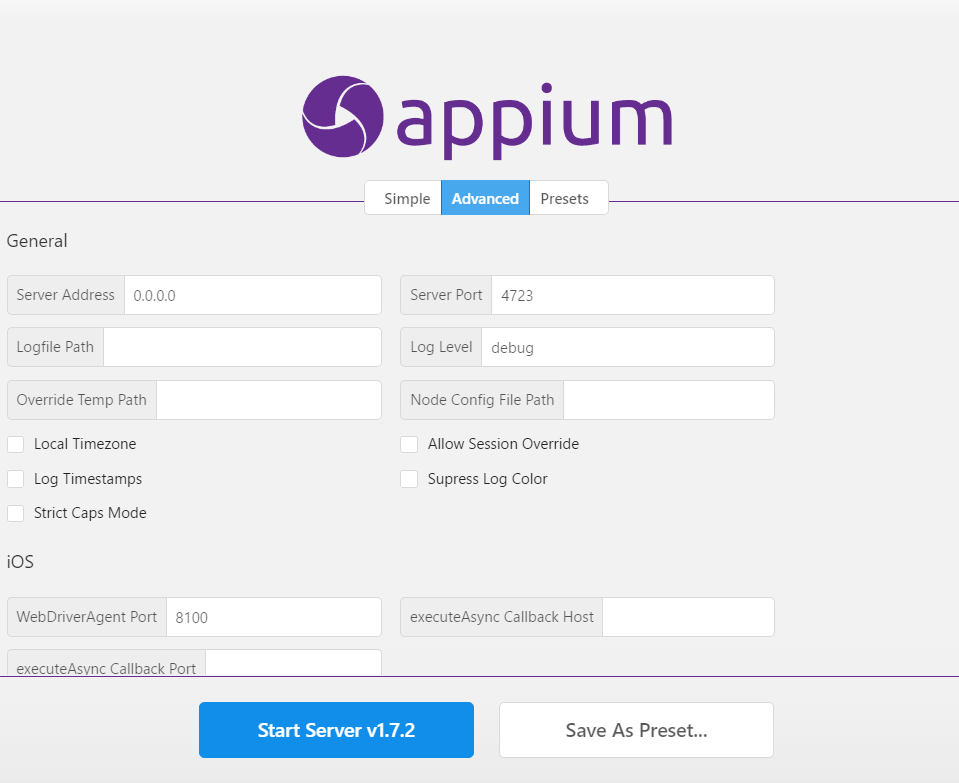 appium
Simple Advanced Presets
General
Server Address 0.0.0.0 Server Port 4723
Logfile Path Log Level debug
Override Temp Path Node Config File Path
Local Timezone Allow Session Override
Log Timestamps Supress Log Color
Strict Caps Mode
iOS
WebDriverAgent Port 8100 executeAsync Callback Host
executeAsync Callback Port
Start Server v1.7.2 Save As Preset...